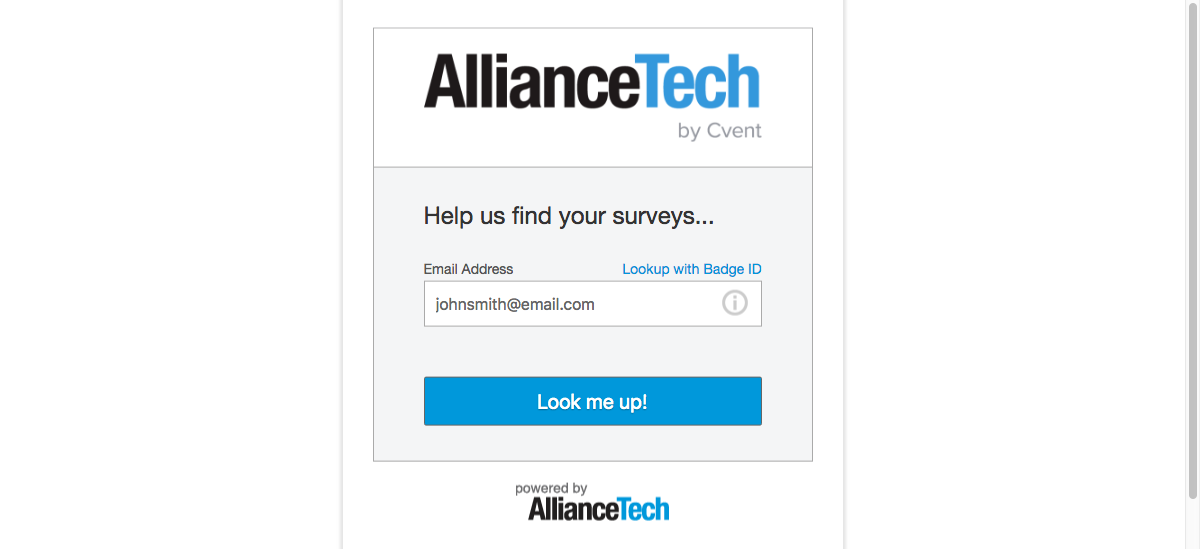 AllianceTech
by Cvent
Help us find your surveys...
Email Address Lookup with Badge ID
johnsmith@email.com
Look me up!
powered by
AllianceTech